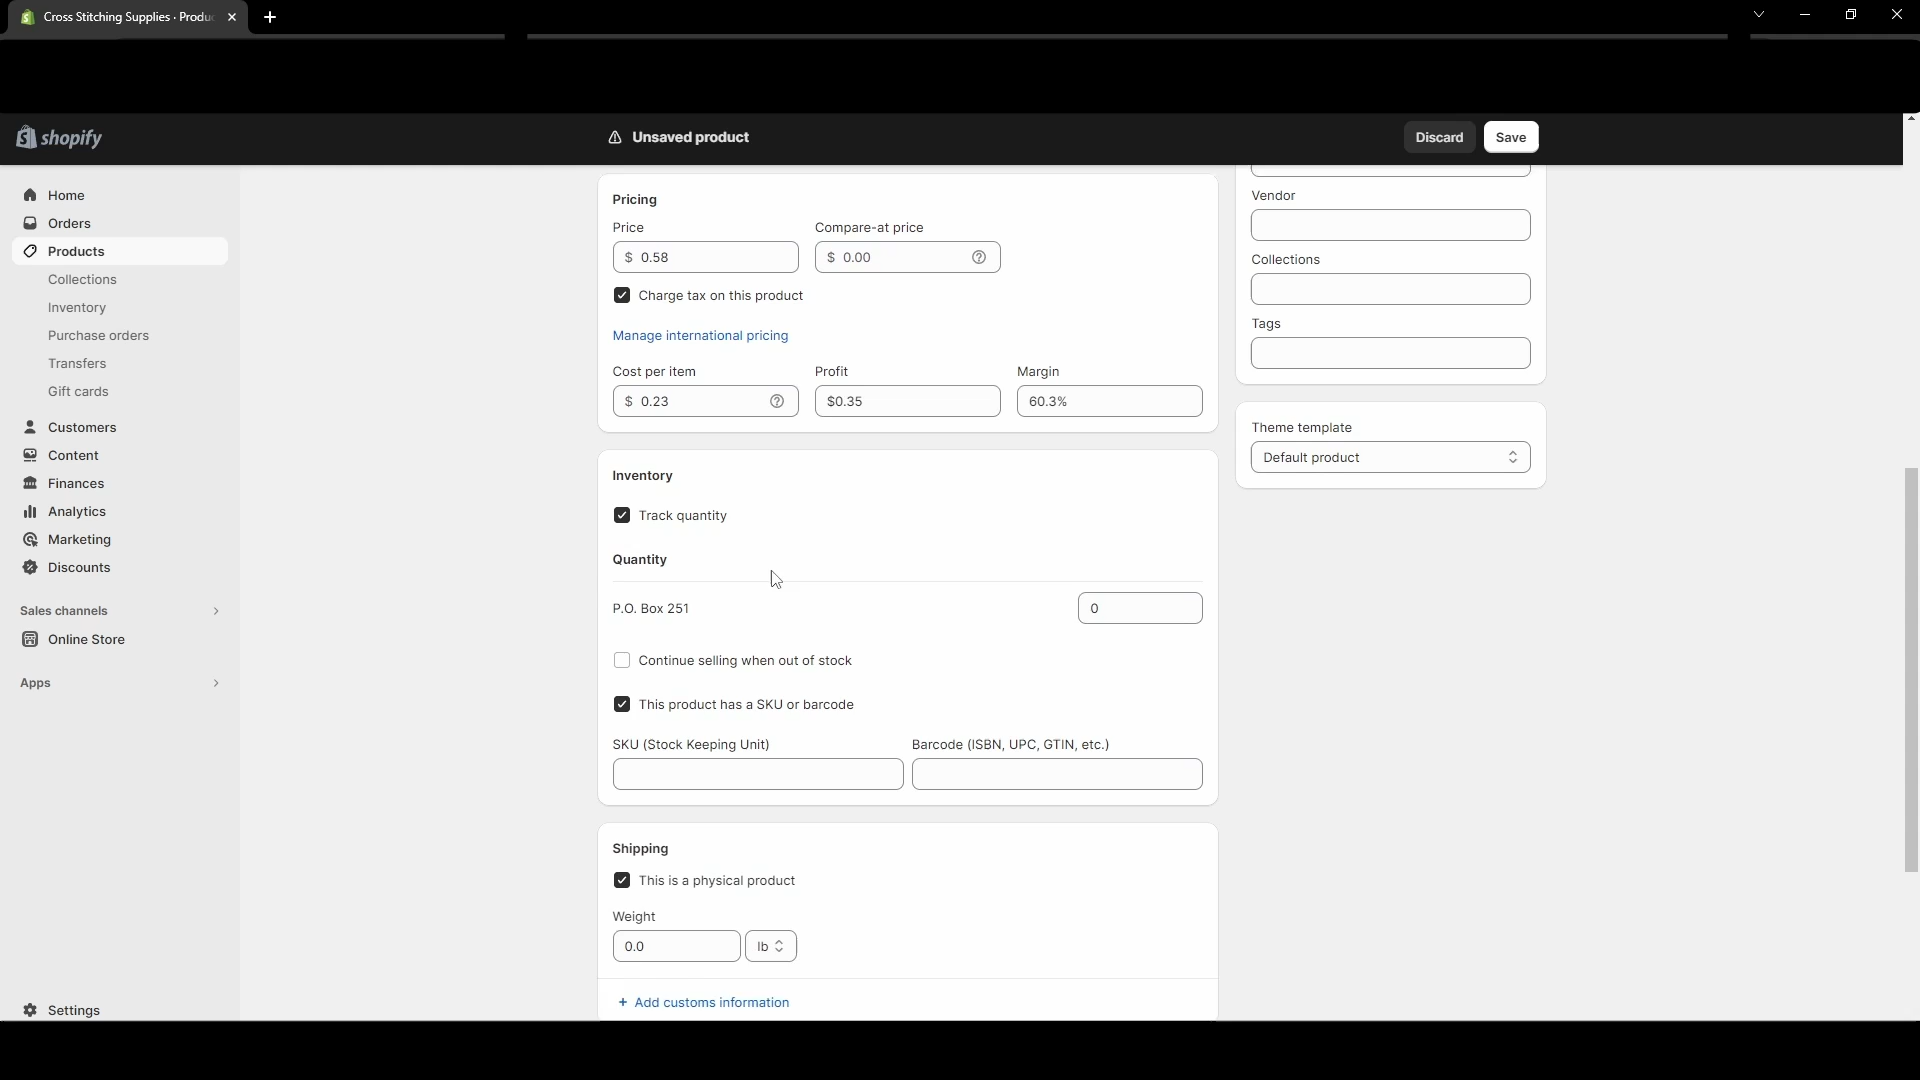 Cross Stitching Supplies · Produc
shopify
Unsaved product
Discard
Save
Home
Orders
Products
Collections
Inventory
Purchase orders
Transfers
Gift cards
Customers
Content
Finances
Analytics
Marketing
Discounts
Sales channels
Online Store
Apps
Settings
Pricing
Price
Compare-at price
$ 0.58
$ 0.00
Charge tax on this product
Manage international pricing
Cost per item
Profit
Margin
$ 0.23
$0.35
60.3%
Inventory
Track quantity
Quantity
P.O. Box 251
0
Continue selling when out of stock
This product has a SKU or barcode
SKU (Stock Keeping Unit)
Barcode (ISBN, UPC, GTIN, etc.)
Shipping
This is a physical product
Weight
0.0
lb
+ Add customs information
Vendor
Collections
Tags
Theme template
Default product